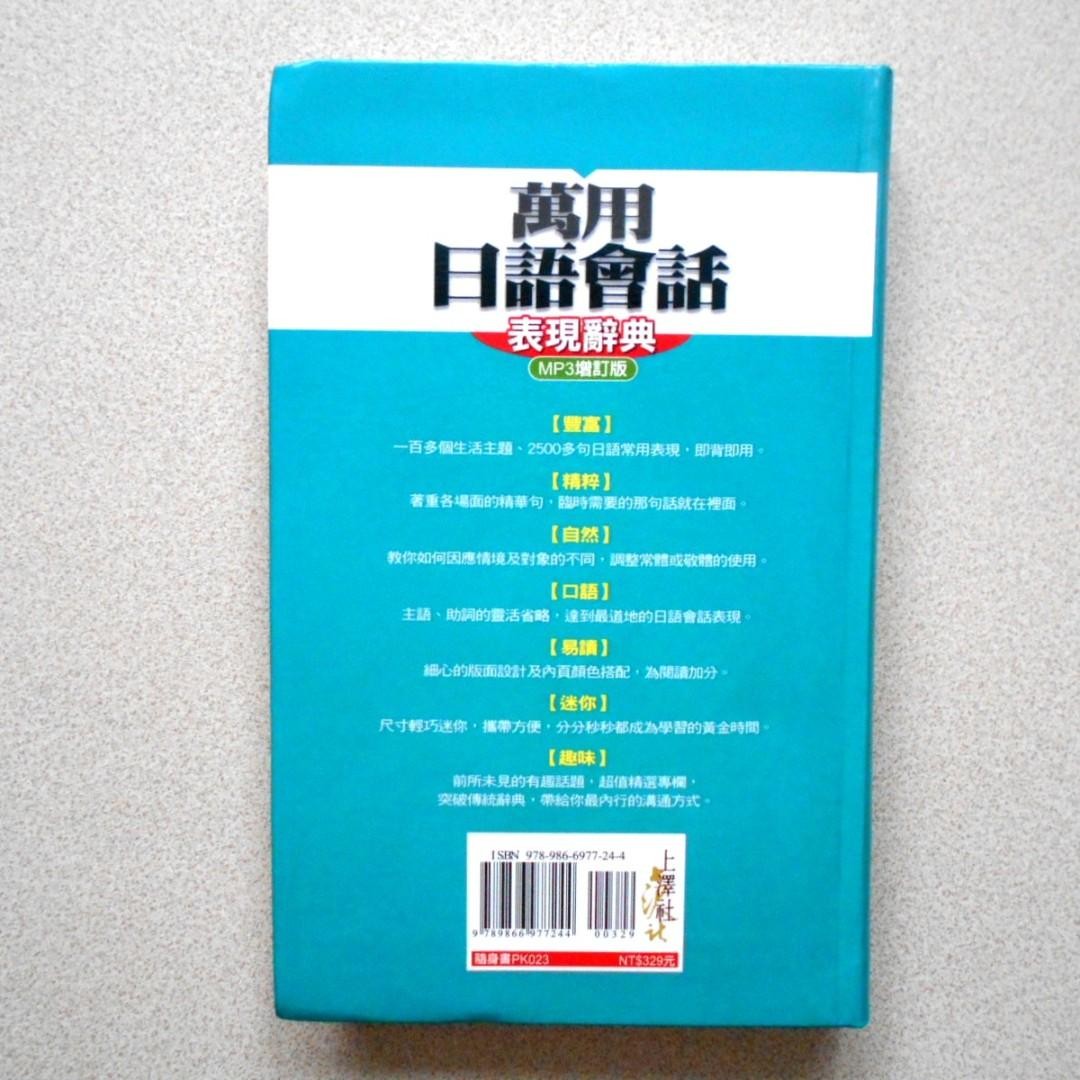 萬用
日語會話
表現辭典
MP3增訂版
【豐富】
一百多個生活主題、2500多句日語常用表現，即背即用。
【精粹】
著重各場面的精華句，臨時需要的那句話就在裡面。
【自然】
教你如何因應情境及對象的不同，調整常體或敬體的使用。
【口語】
主語、助詞的靈活省略，達到最道地的日語會話表現。
【易讀】
細心的版面設計及內頁顏色搭配，為閱讀加分。
【迷你】
尺寸輕巧迷你，攜帶方便，分分秒秒都成為學習的黃金時間。
【趣味】
前所未見的有趣話題，超值精選專欄，
突破傳統辭典，帶給你最內行的溝通方式。
ISBN 978-986-6977-24-4
9 789866 977244
00329
上澤社
隨身書PK023
NT$329元